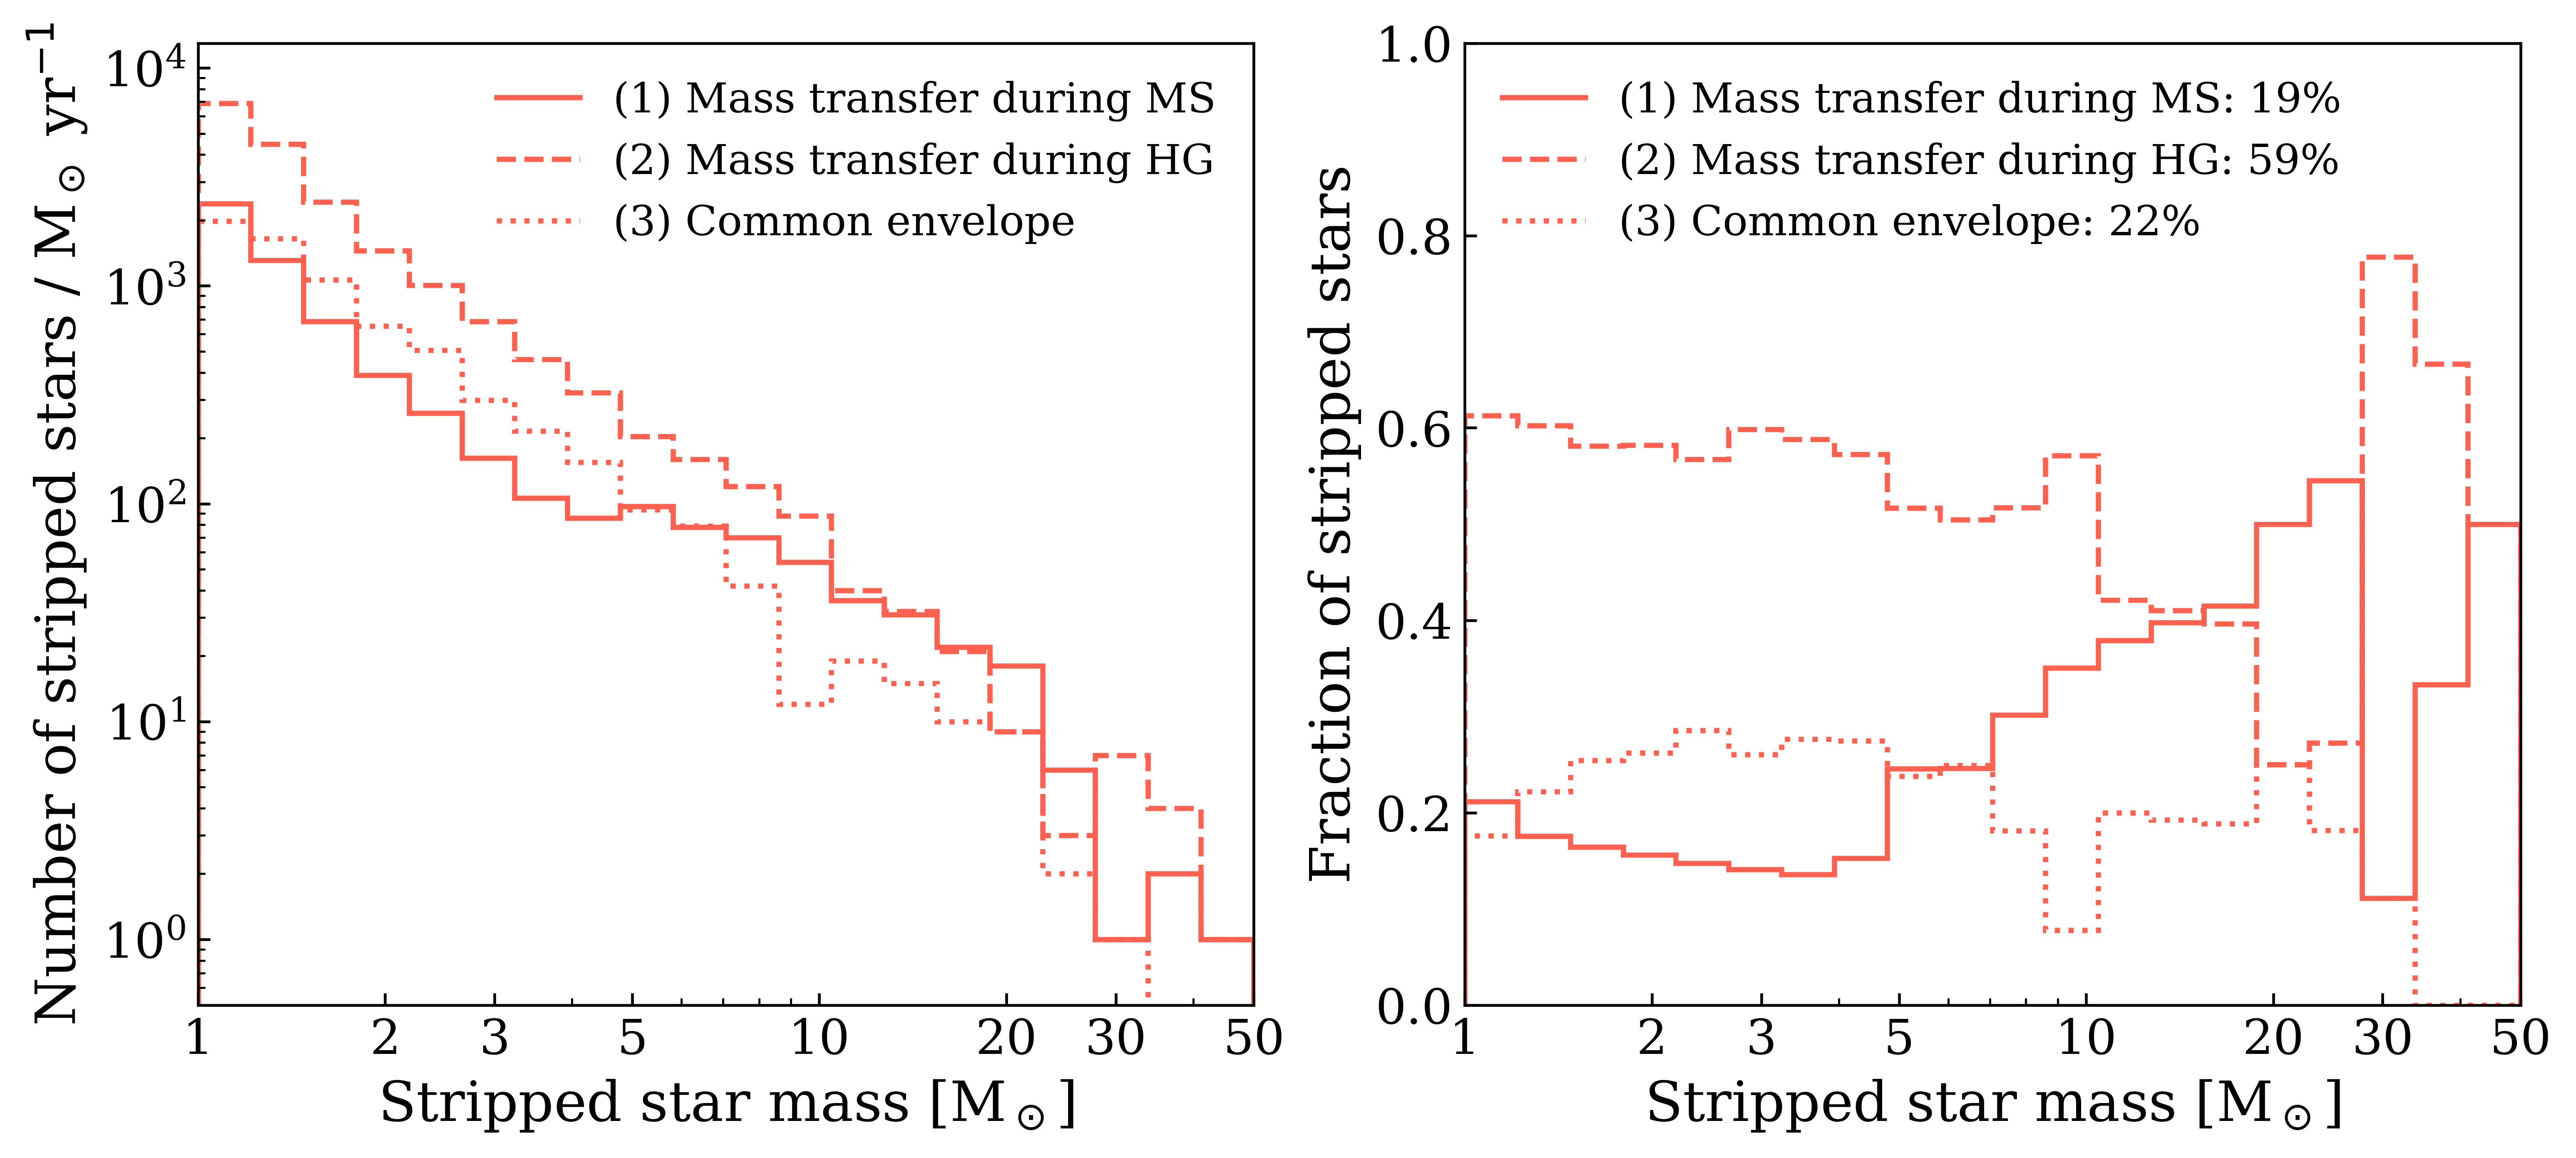 Number of stripped stars / M⊙ yr⁻¹
10⁴
10³
10²
10¹
10⁰
(1) Mass transfer during MS
(2) Mass transfer during HG
(3) Common envelope
1 2 3 5 10 20 30 50
Stripped star mass [M⊙]
Fraction of stripped stars
1.0
0.8
0.6
0.4
0.2
0.0
(1) Mass transfer during MS: 19%
(2) Mass transfer during HG: 59%
(3) Common envelope: 22%
1 2 3 5 10 20 30 50
Stripped star mass [M⊙]